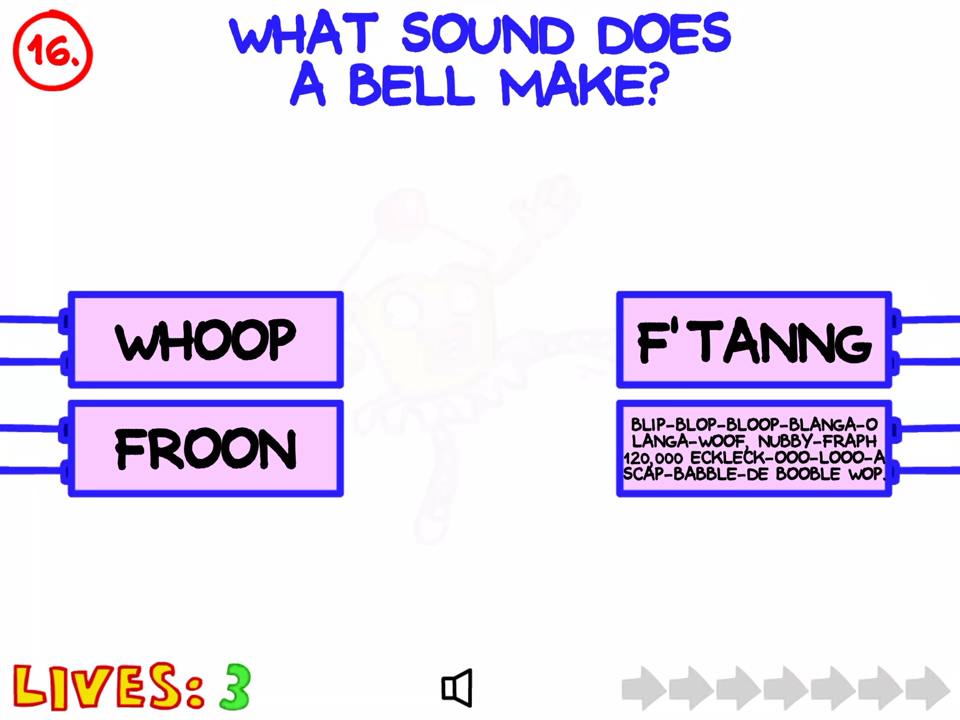 16.
WHAT SOUND DOES
A BELL MAKE?
WHOOP
F'TANNG
FROON
BLIP-BLOP-BLOOP-BLANGA-O
LANGA-WOOF, NUBBY-FRAPH
120,000 ECKLECK-OOO-LOOO-A
SCAP-BABBLE-DE BOOBLE WOP.
LIVES: 3